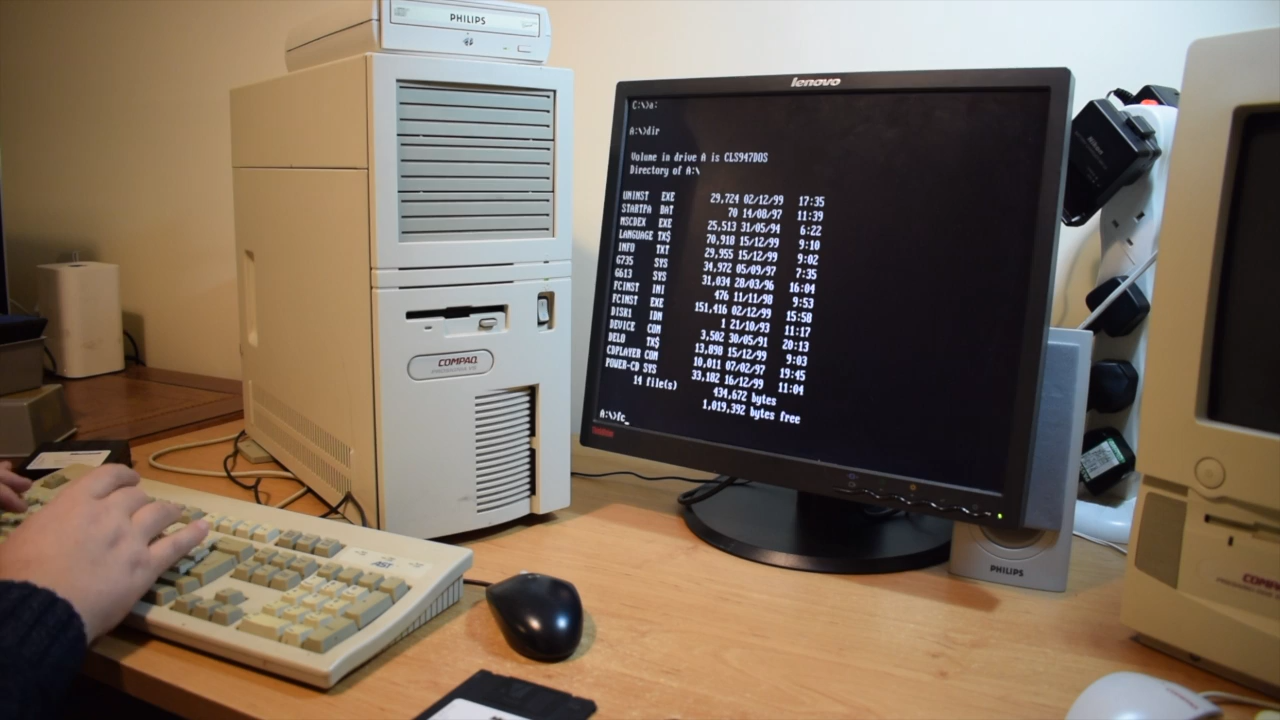 PHILIPS
COMPAQ
lenovo
C:\>a:
A:\>dir
Volume in drive A is CLS947DOS
Directory of A:\
UNINST EXE 29,724 02/12/99 17:35
STARTPA BAT 70 14/08/97 11:39
MSCDEX EXE 25,513 31/05/94 6:22
LANGUAGE TX$ 70,918 15/12/99 9:10
INFO TXT 29,955 15/12/99 9:02
G735 SYS 34,972 05/09/97 7:35
G613 SYS 31,034 28/03/96 16:04
FCINST INI 476 11/11/98 9:53
FCINST EXE 151,416 02/12/99 15:58
DISK1 IDN 1 21/10/93 11:17
DEVICE COM 3,502 30/05/91 20:13
DELO TX$ 13,898 15/12/99 9:03
CDPLAYER COM 10,011 07/02/97 19:45
POWER-CD SYS 33,182 16/12/99 11:04
14 file(s) 434,672 bytes
1,019,392 bytes free
A:\>fc_
PHILIPS